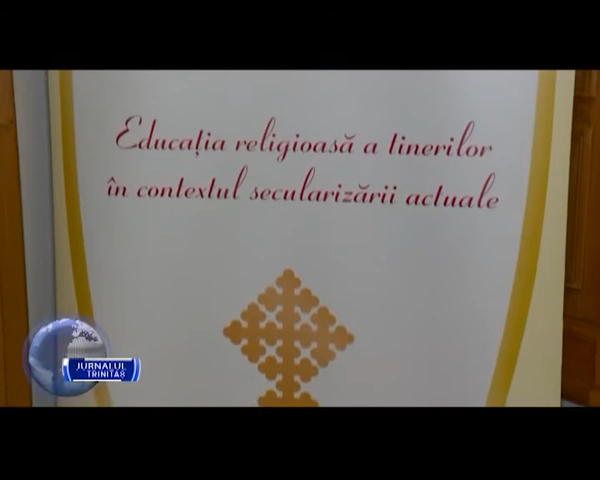 Educația religioasă a tinerilor
în contextul secularizării actuale
JURNALUL
TRINITAS